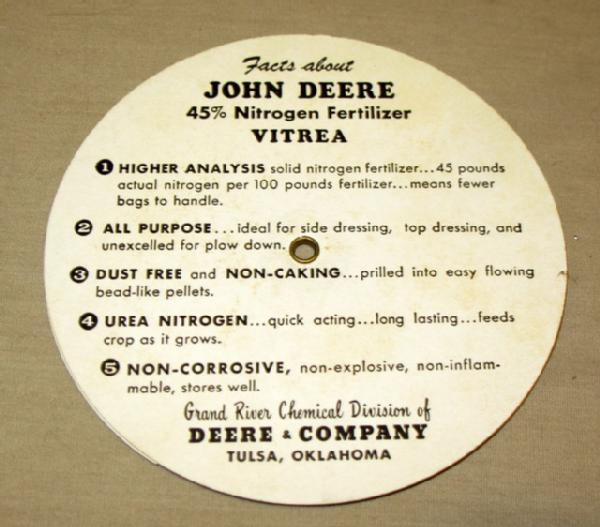 Facts about
JOHN DEERE
45% Nitrogen Fertilizer
VITREA
1 HIGHER ANALYSIS solid nitrogen fertilizer...45 pounds
actual nitrogen per 100 pounds fertilizer...means fewer
bags to handle.
2 ALL PURPOSE...ideal for side dressing, top dressing, and
unexcelled for plow down.
3 DUST FREE and NON-CAKING...prilled into easy flowing
bead-like pellets.
4 UREA NITROGEN...quick acting...long lasting...feeds
crop as it grows.
5 NON-CORROSIVE, non-explosive, non-inflam-
mable, stores well.
Grand River Chemical Division of
DEERE & COMPANY
TULSA, OKLAHOMA